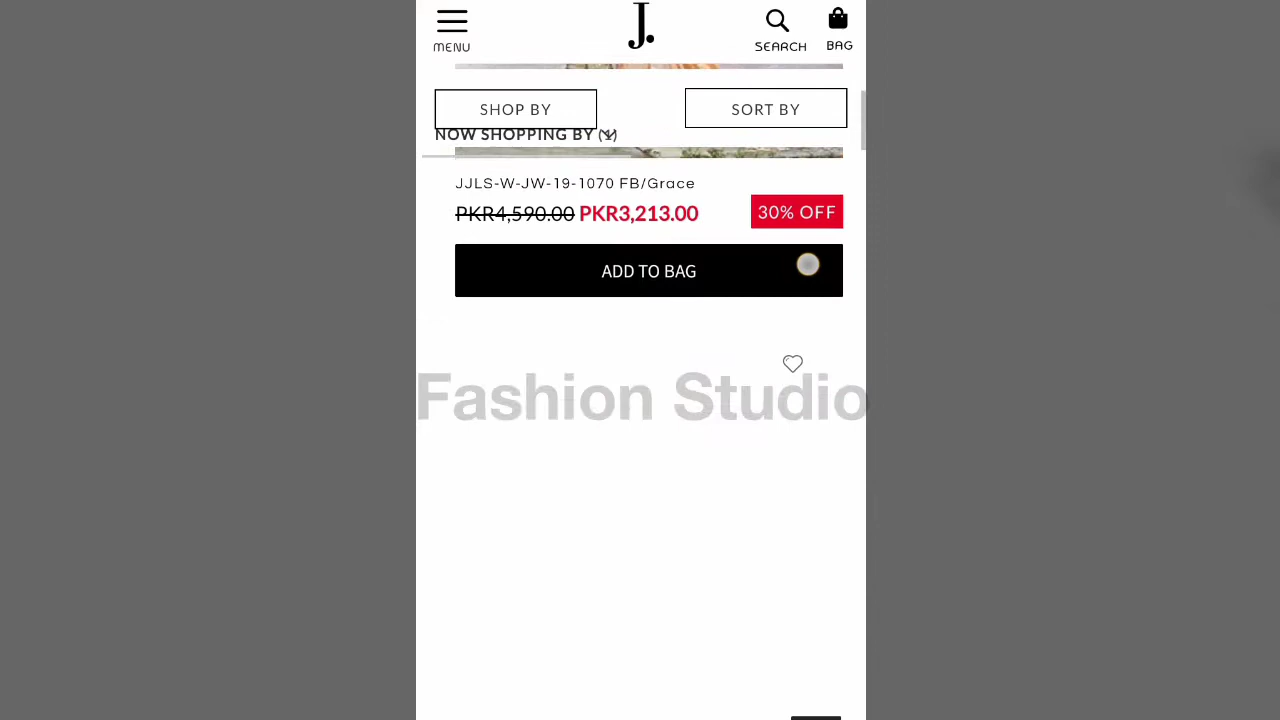 MENU
J.
SEARCH
BAG
SHOP BY
SORT BY
NOW SHOPPING BY (1)
JJLS-W-JW-19-1070 FB/Grace
PKR4,590.00 PKR3,213.00
30% OFF
ADD TO BAG
Fashion Studio